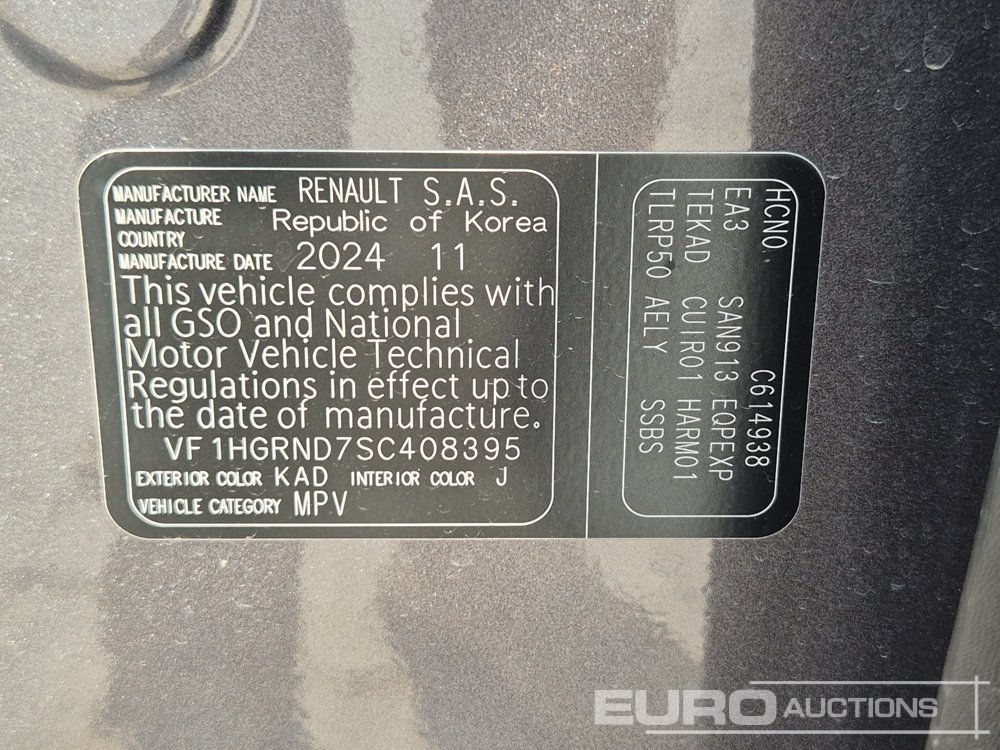 MANUFACTURER NAME RENAULT S.A.S.
MANUFACTURE COUNTRY Republic of Korea
MANUFACTURE DATE 2024 11
This vehicle complies with
all GSO and National
Motor Vehicle Technical
Regulations in effect up to
the date of manufacture.
VF1HGRND7SC408395
EXTERIOR COLOR KAD INTERIOR COLOR J
VEHICLE CATEGORY MPV
HCNO. C614938
EA3 SAN913 EQPEXP
TEKAD CUIR01 HARM01
TLRP50 AELY SSBS
EURO AUCTIONS